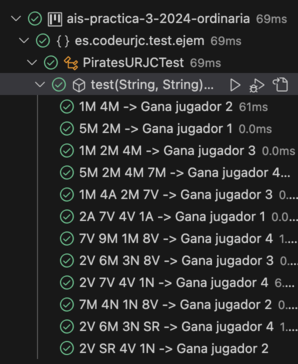 ais-practica-3-2024-ordinaria 69ms
{} es.codeurjc.test.ejem 69ms
PiratesURJCTest 69ms
test(String, String)...
1M 4M -> Gana jugador 2 61ms
5M 2M -> Gana jugador 1 0.0ms
1M 2M 4M -> Gana jugador 3 0....
5M 2M 4M 7M -> Gana jugador 4...
1M 4A 2M 7V -> Gana jugador 3 0....
2A 7V 4V 1A -> Gana jugador 1 0.0...
7V 9M 1M 8V -> Gana jugador 4 1....
2V 6M 3N 8V -> Gana jugador 3 0....
2V 7V 4V 1N -> Gana jugador 4 6....
7M 4N 1N 8V -> Gana jugador 2 0....
2V 6M 3N SR -> Gana jugador 4 1....
2V SR 4V 1N -> Gana jugador 2